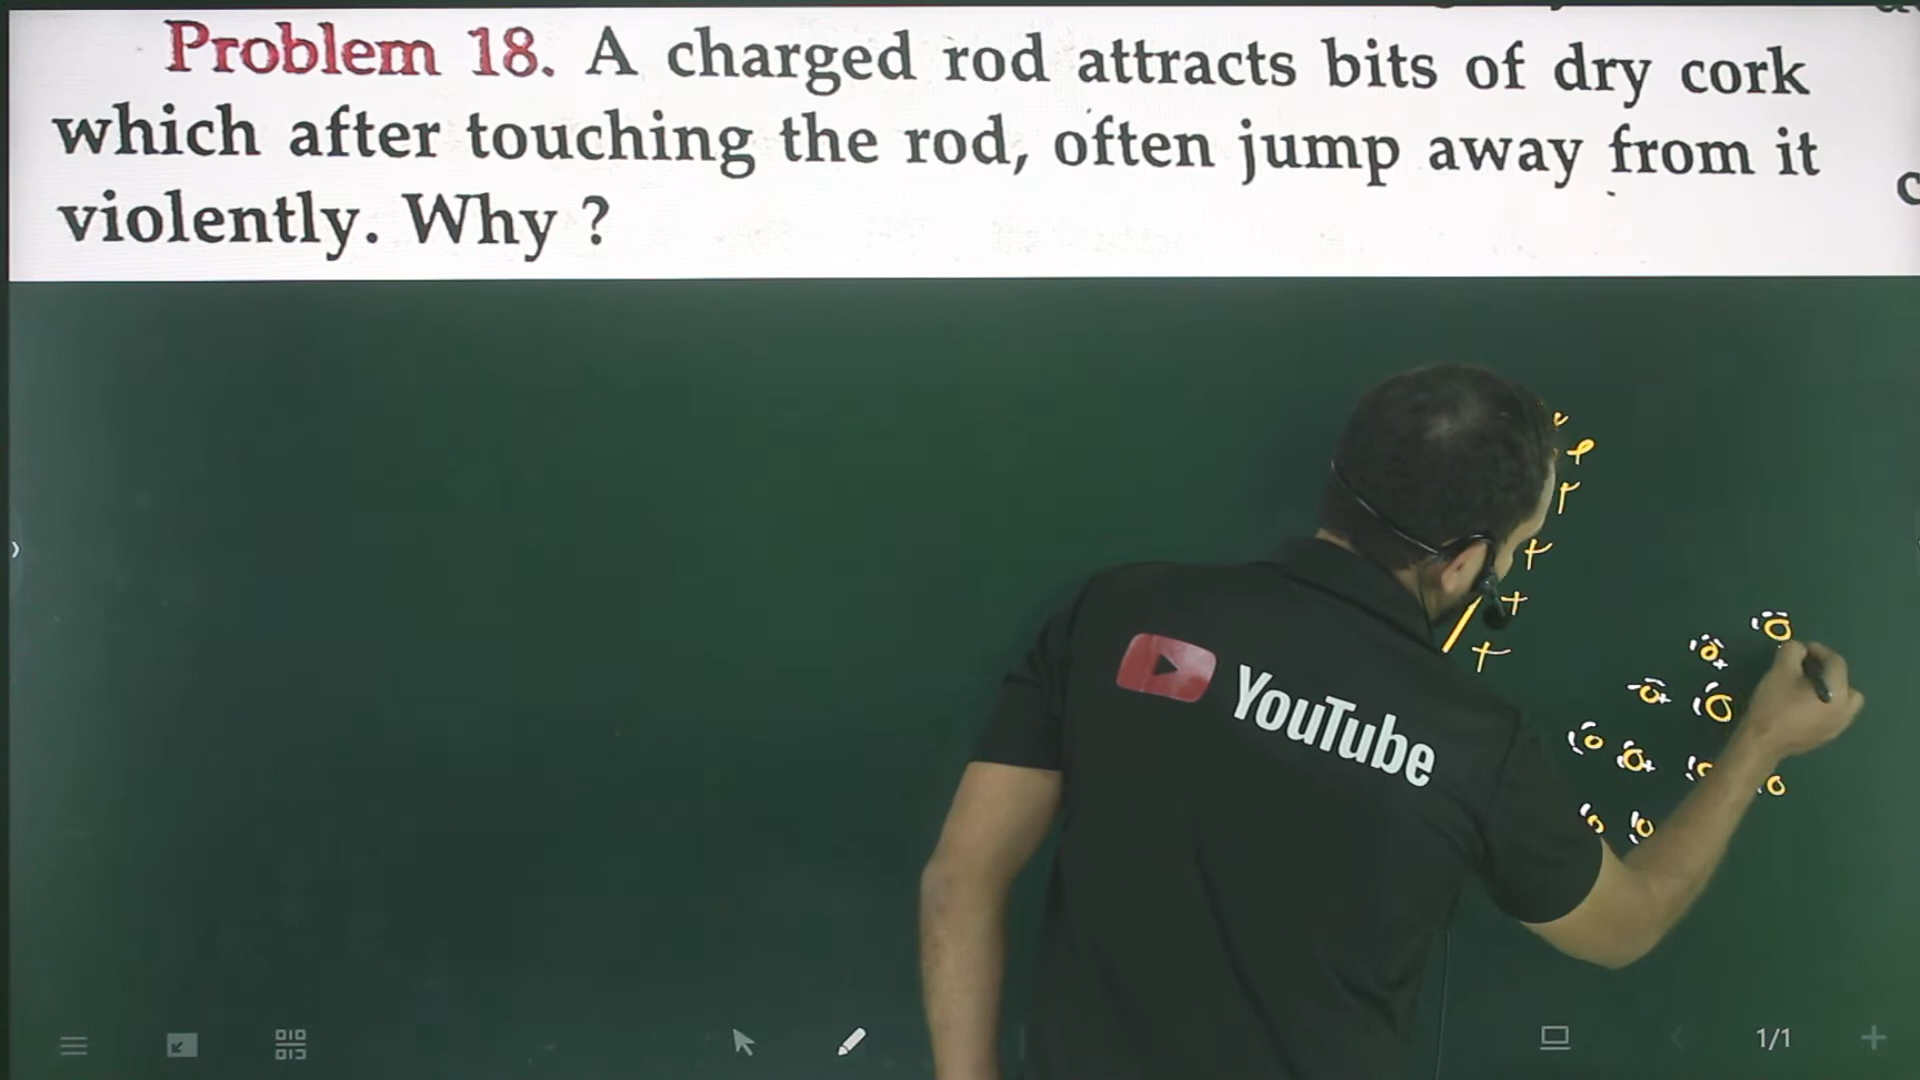 Problem 18. A charged rod attracts bits of dry cork
which after touching the rod, often jump away from it
violently. Why ?
+
+
+
YouTube
1/1